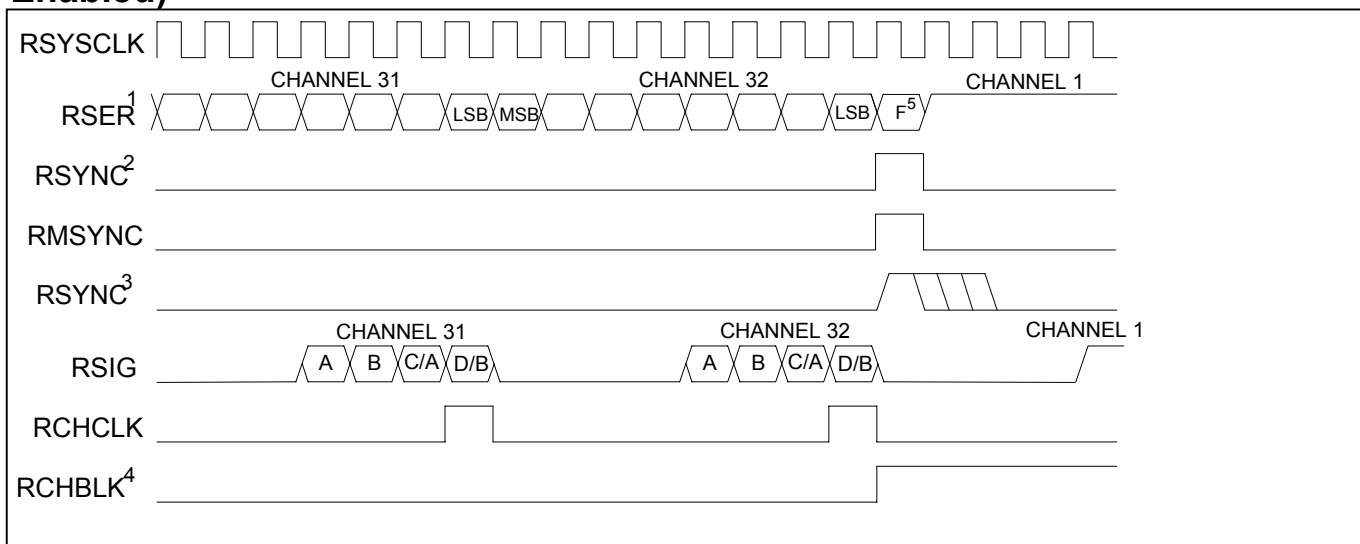 Enabled)
RSYSCLK
CHANNEL 31 CHANNEL 32 CHANNEL 1
RSER1 LSB MSB LSB F5
RSYNC2
RMSYNC
RSYNC3
CHANNEL 31 CHANNEL 32 CHANNEL 1
RSIG A B C/A D/B A B C/A D/B
RCHCLK
RCHBLK4